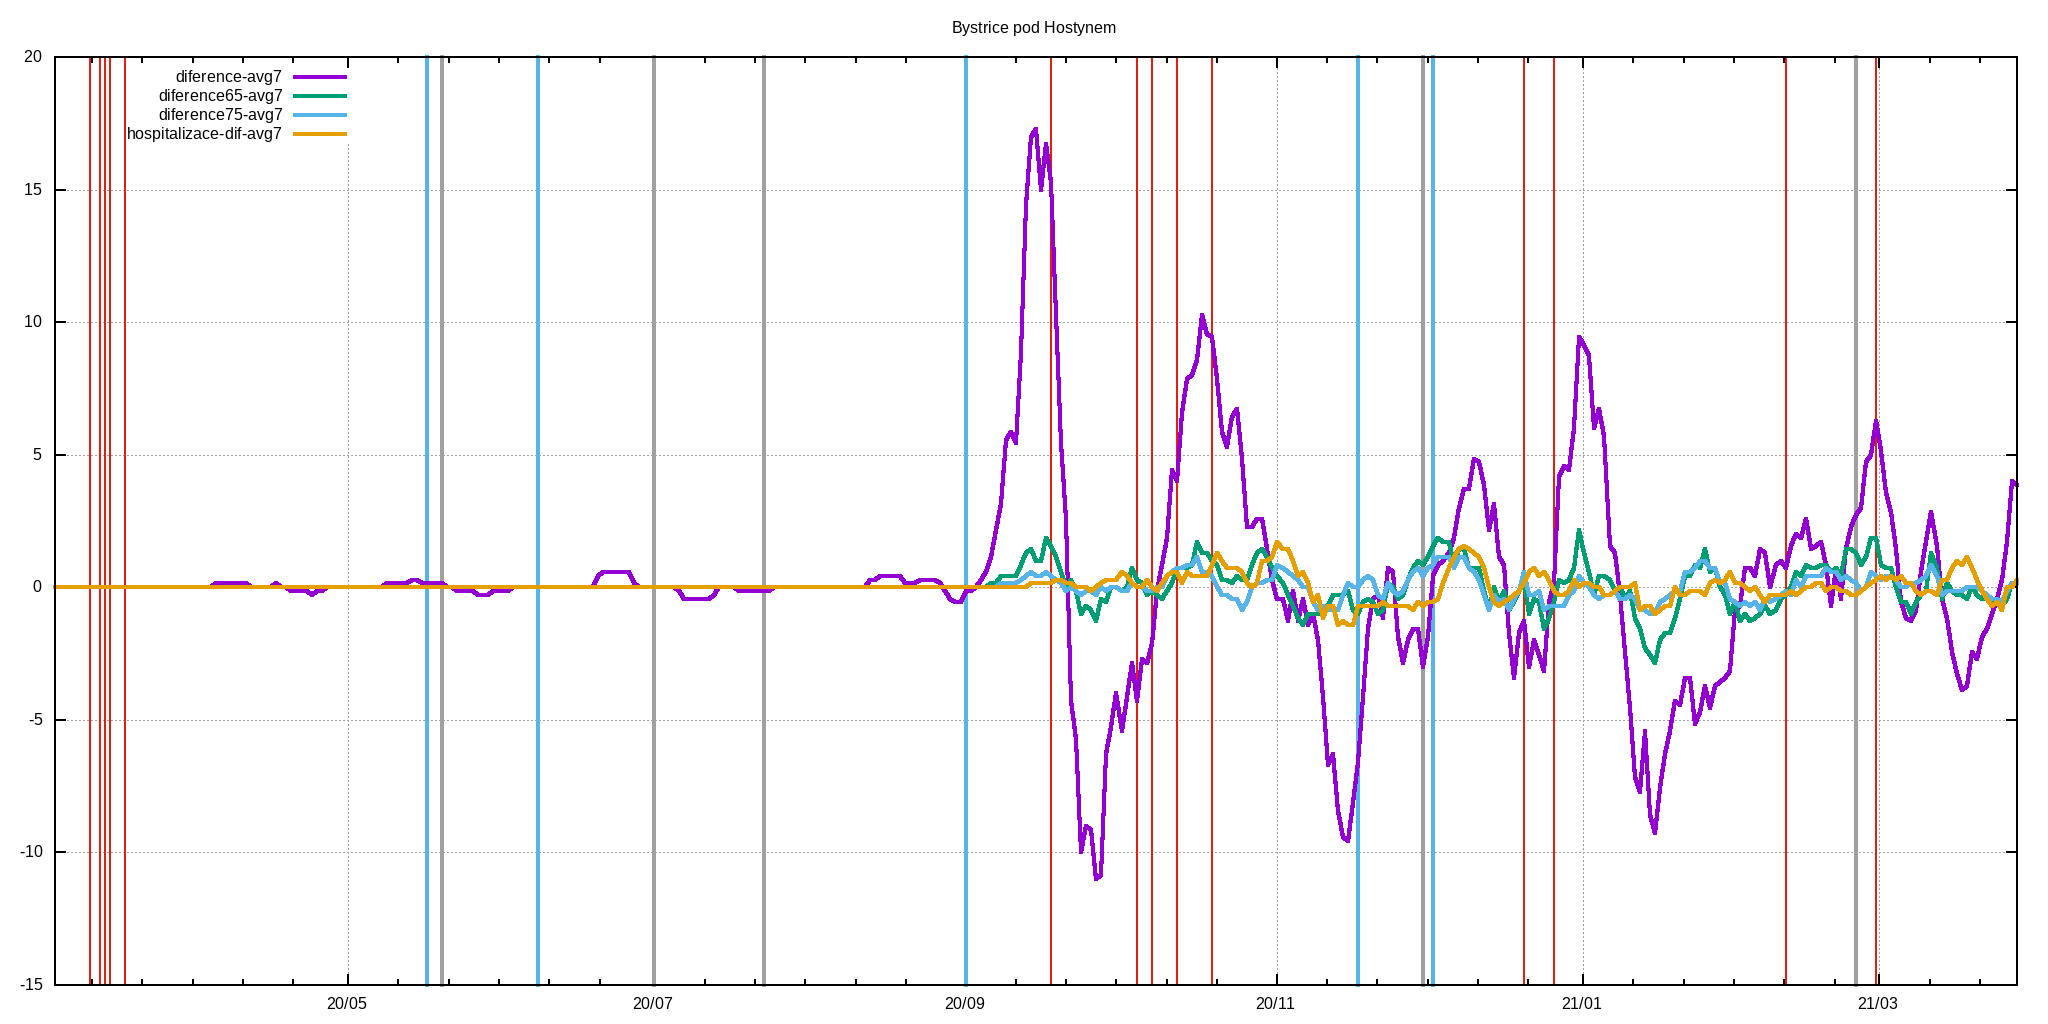 Bystrice pod Hostynem
20
diference-avg7
diference65-avg7
diference75-avg7
hospitalizace-dif-avg7
15
10
5
0
-5
-10
-15
20/05 20/07 20/09 20/11 21/01 21/03